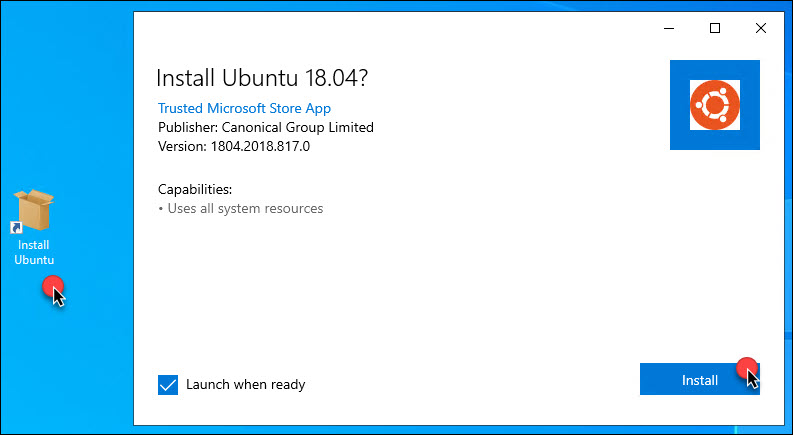 Install Ubuntu 18.04?
Trusted Microsoft Store App
Publisher: Canonical Group Limited
Version: 1804.2018.817.0
Capabilities:
• Uses all system resources
Install
Ubuntu
Launch when ready
Install